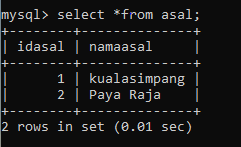 mysql> select *from asal;
+--------+--------------+
| idasal | namaasal     |
+--------+--------------+
|      1 | kualasimpang |
|      2 | Paya Raja    |
+--------+--------------+
2 rows in set (0.01 sec)